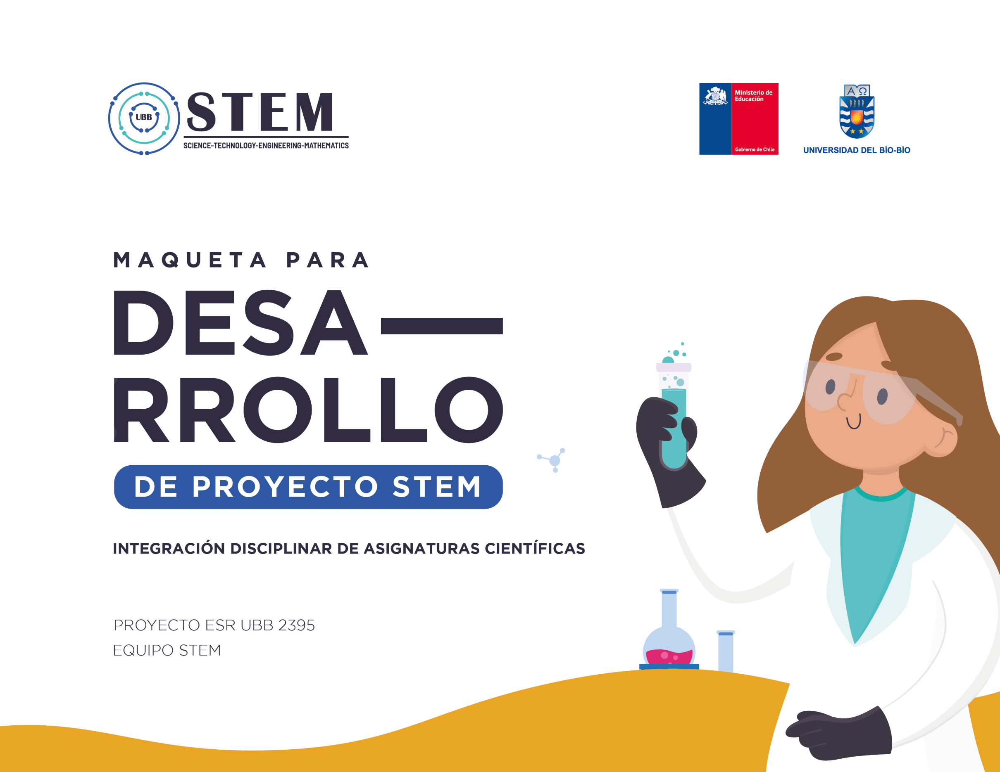 UBB
STEM
SCIENCE-TECHNOLOGY-ENGINEERING-MATHEMATICS
Ministerio de
Educación
Gobierno de Chile
Α Ω
UNIVERSIDAD DEL BÍO-BÍO
MAQUETA PARA
DESA—
RROLLO
DE PROYECTO STEM
INTEGRACIÓN DISCIPLINAR DE ASIGNATURAS CIENTÍFICAS
PROYECTO ESR UBB 2395
EQUIPO STEM